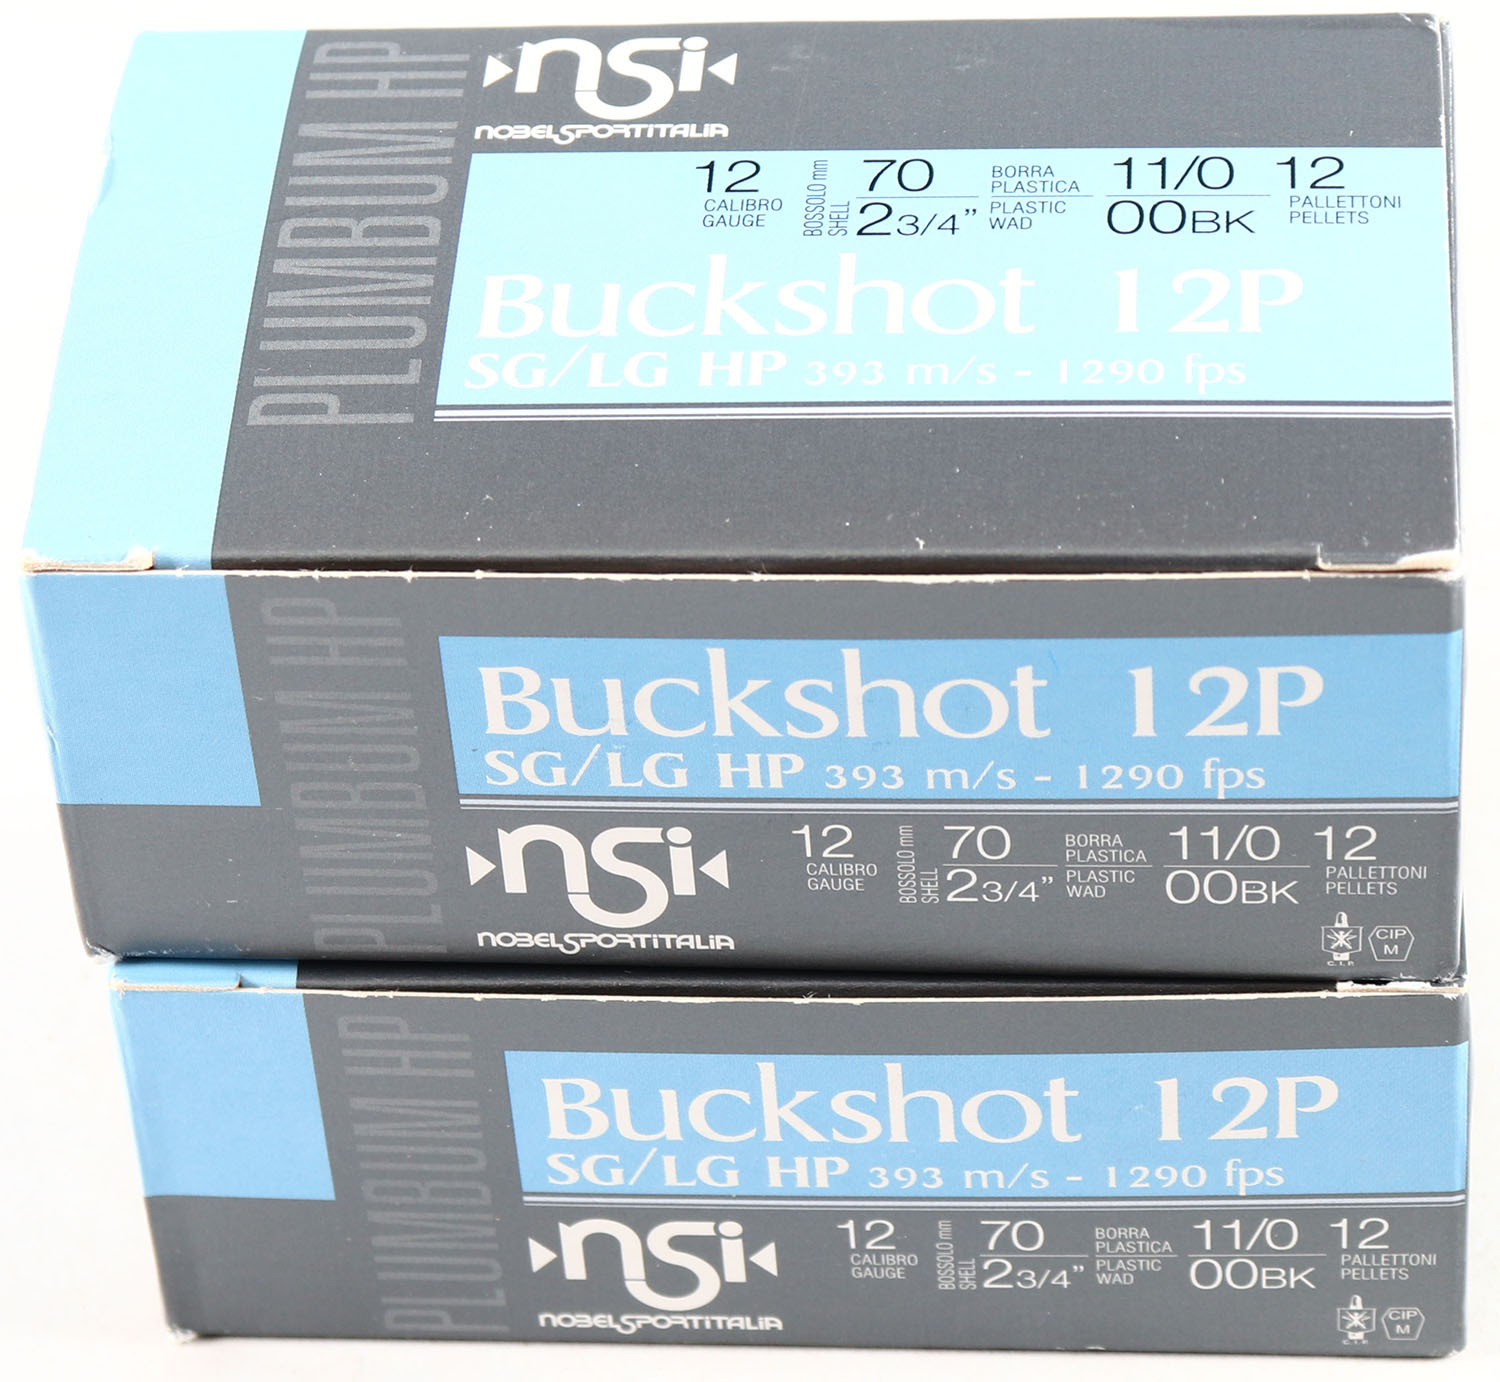 PLUMBUM HP
nsi
NOBELSPORTITALIA
12
CALIBRO
GAUGE
BOSSOLO mm
SHELL
70
2 3/4”
BORRA
PLASTICA
PLASTIC
WAD
11/0
00BK
12
PALLETTONI
PELLETS
Buckshot 12P
SG/LG HP 393 m/s - 1290 fps
PLUMBUM HP
Buckshot 12P
SG/LG HP 393 m/s - 1290 fps
nsi
NOBELSPORTITALIA
12
CALIBRO
GAUGE
BOSSOLO mm
SHELL
70
2 3/4”
BORRA
PLASTICA
PLASTIC
WAD
11/0
00BK
12
PALLETTONI
PELLETS
C.I.P.
CIP
M
PLUMBUM HP
Buckshot 12P
SG/LG HP 393 m/s - 1290 fps
nsi
NOBELSPORTITALIA
12
CALIBRO
GAUGE
BOSSOLO mm
SHELL
70
2 3/4”
BORRA
PLASTICA
PLASTIC
WAD
11/0
00BK
12
PALLETTONI
PELLETS
C.I.P.
CIP
M